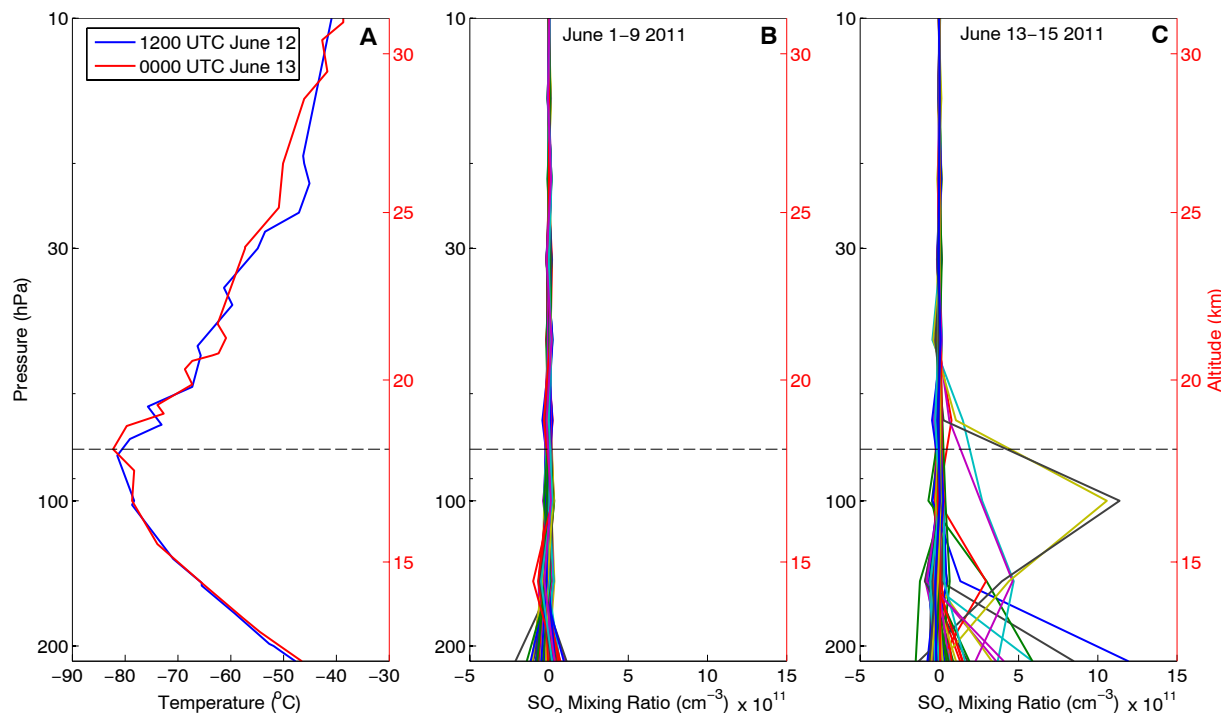 A
1200 UTC June 12
0000 UTC June 13
10
30
100
200
Pressure (hPa)
−90 −80 −70 −60 −50 −40 −30
Temperature (°C)
30
25
20
15
B
June 1−9 2011
10
30
100
200
−5 0 5 10 15
SO2 Mixing Ratio (cm−3) x 10 11
30
25
20
15
C
June 13−15 2011
10
30
100
200
−5 0 5 10 15
SO2 Mixing Ratio (cm−3) x 10 11
30
25
20
15
Altitude (km)